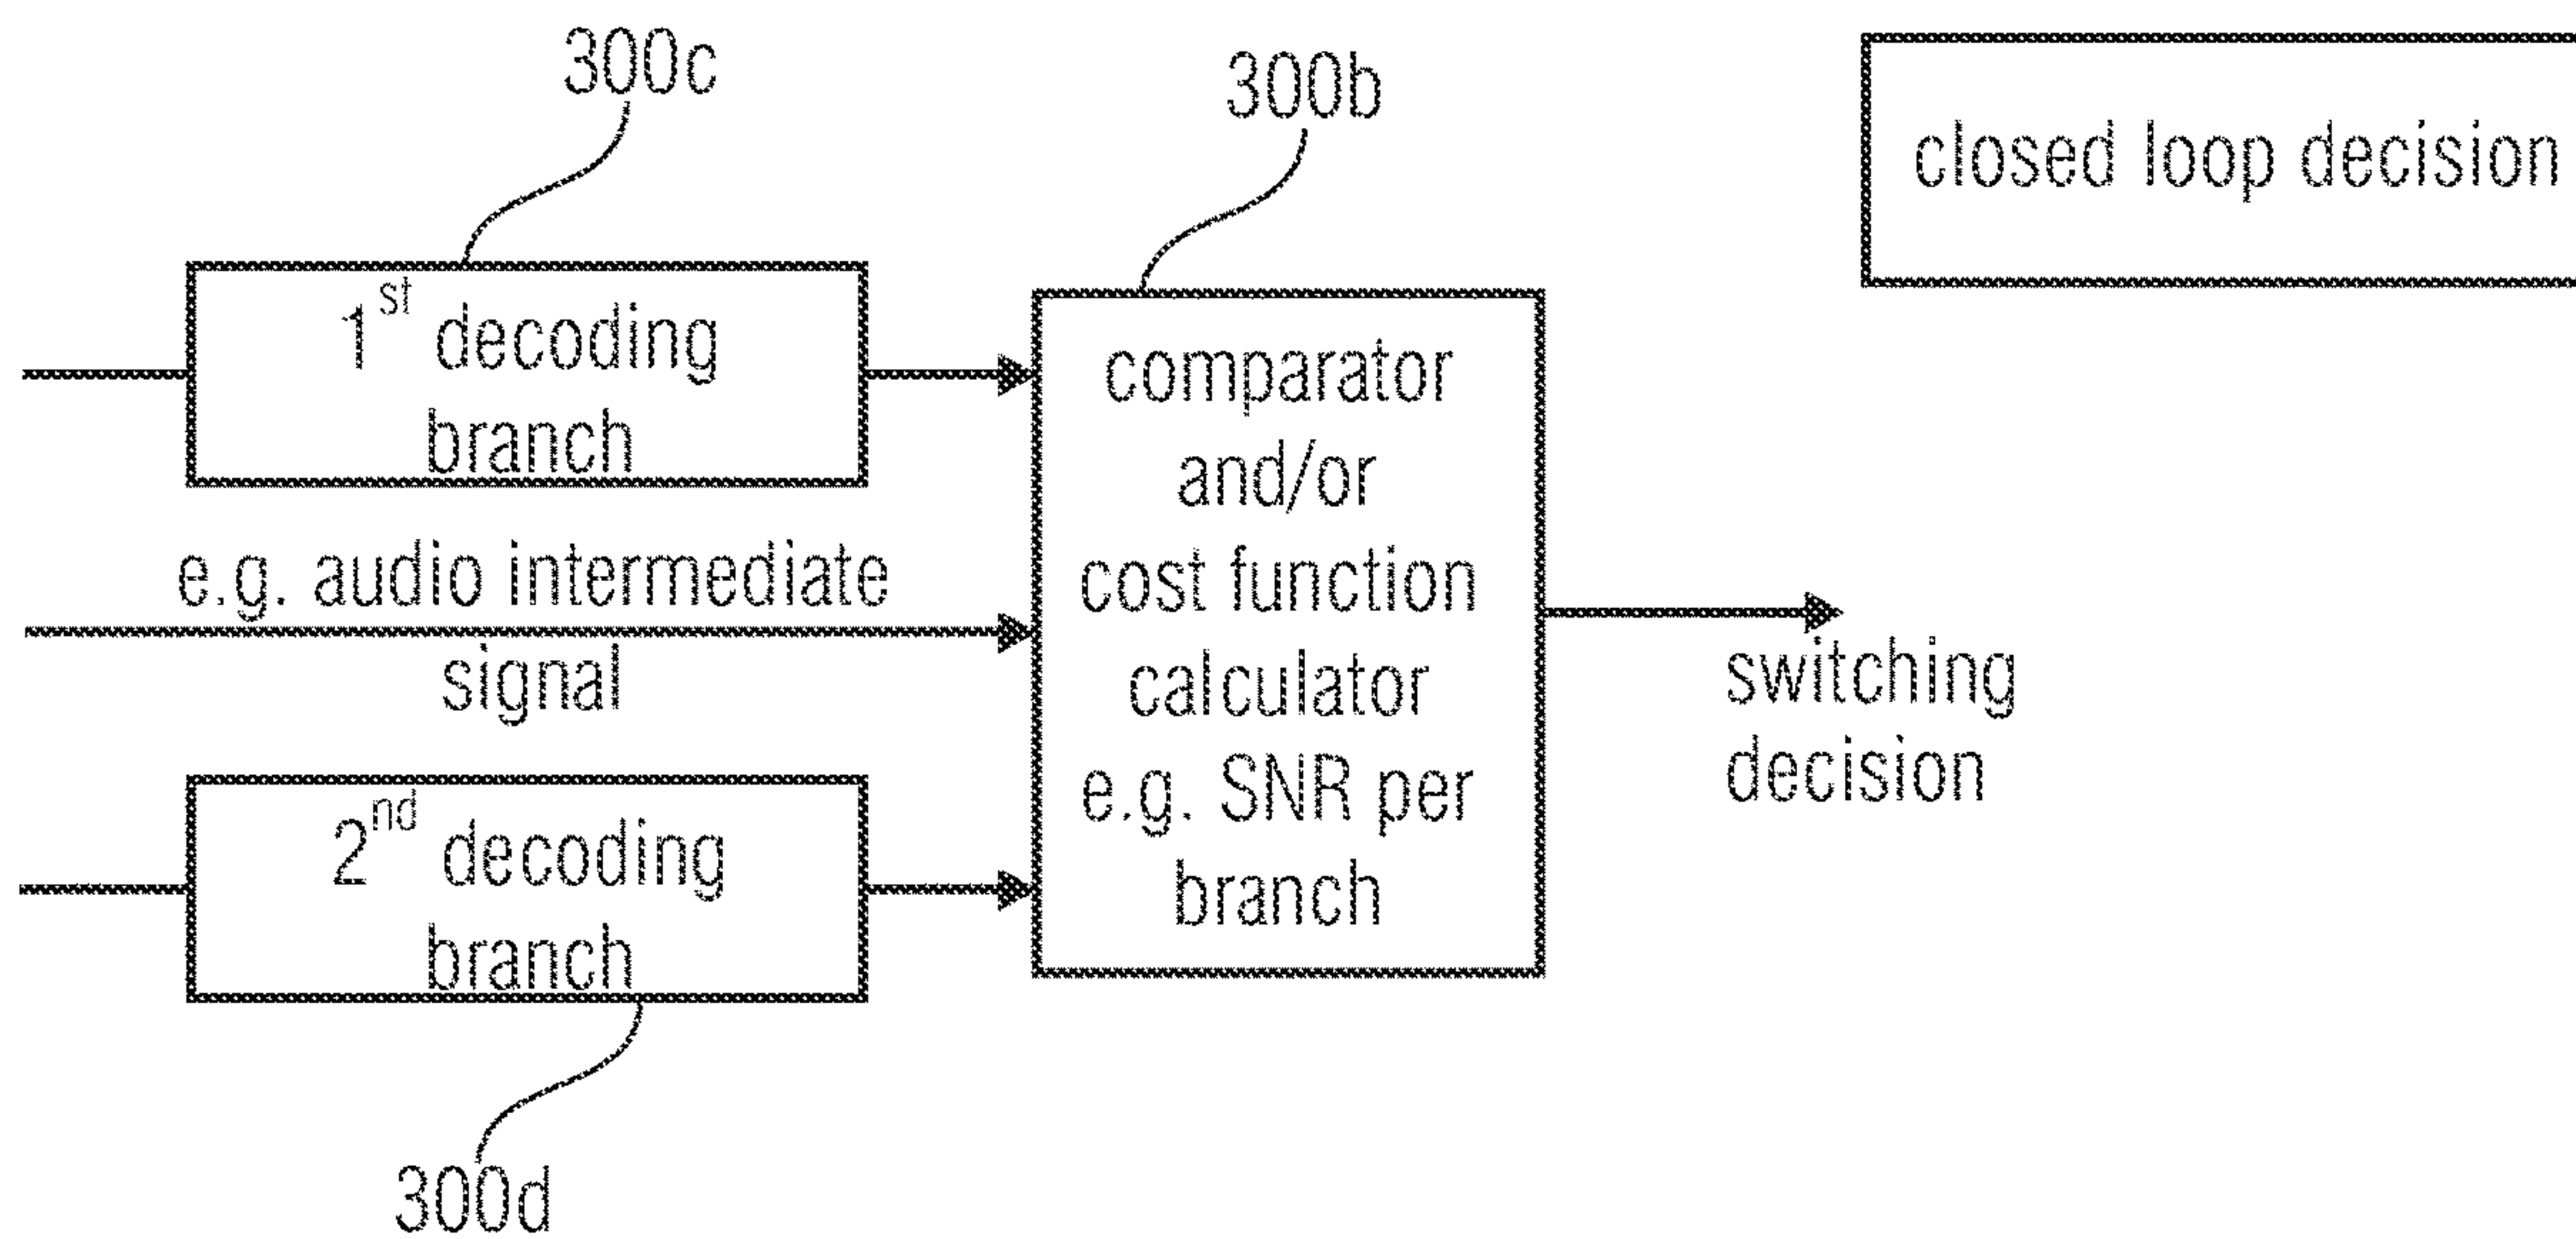 300c
300b
closed loop decision
1st decoding
branch
e.g. audio intermediate
signal
2nd decoding
branch
comparator
and/or
cost function
calculator
e.g. SNR per
branch
switching
decision
300d